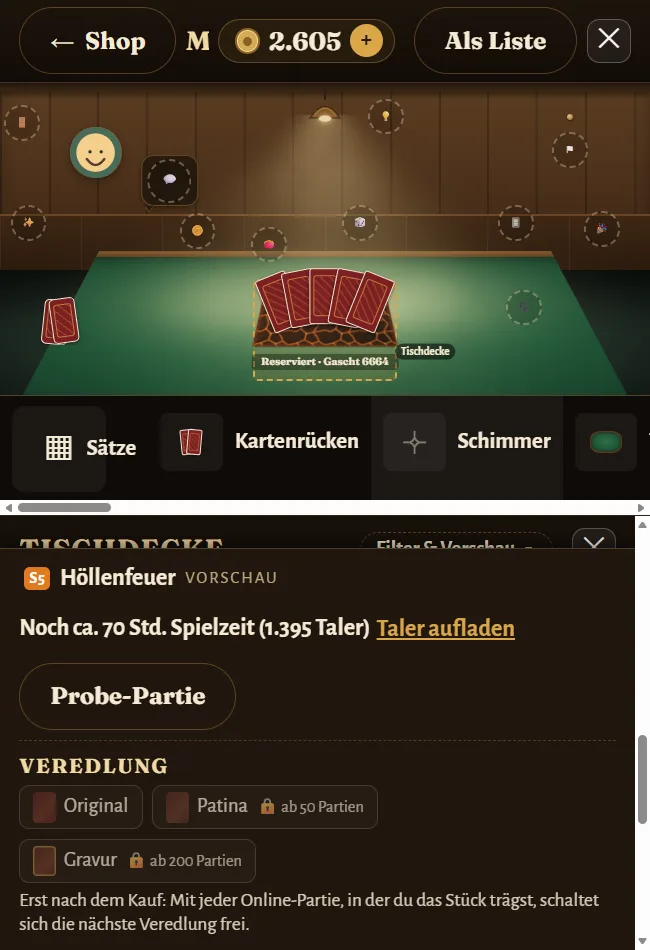 ← Shop
M
2.605
+
Als Liste
Tischdecke
Reserviert · Gascht 6664
Sätze
Kartenrücken
Schimmer
TISCHDECKE
Filter & Vorschau
S5 Höllenfeuer VORSCHAU
Noch ca. 70 Std. Spielzeit (1.395 Taler) Taler aufladen
Probe-Partie
VEREDLUNG
Original
Patina ab 50 Partien
Gravur ab 200 Partien
Erst nach dem Kauf: Mit jeder Online-Partie, in der du das Stück trägst, schaltet
sich die nächste Veredlung frei.